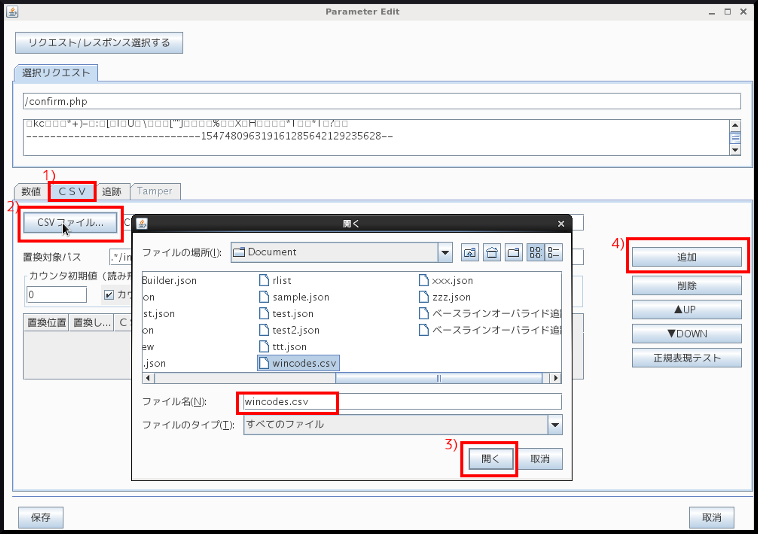 Parameter Edit
リクエスト/レスポンス選択する
選択リクエスト
/confirm.php
-----------------------------1547480963191612856421292​35628--
1)
数値 CSV 追跡 Tamper
2)
CSVファイル...
開く
ファイルの場所(I): Document
4)
追加
置換対象パス .*/in
カウンタ初期値
0
削除
▲UP
▼DOWN
正規表現テスト
置換位置 置換し...
Builder.json rlist xxx.json
on sample.json zzz.json
st.json test.json ベースラインオーバライド追
on test2.json ベースラインオーバライド追
ew ttt.json
.json wincodes.csv
ファイル名(N): wincodes.csv
ファイルのタイプ(T): すべてのファイル
3)
開く 取消
保存 取消